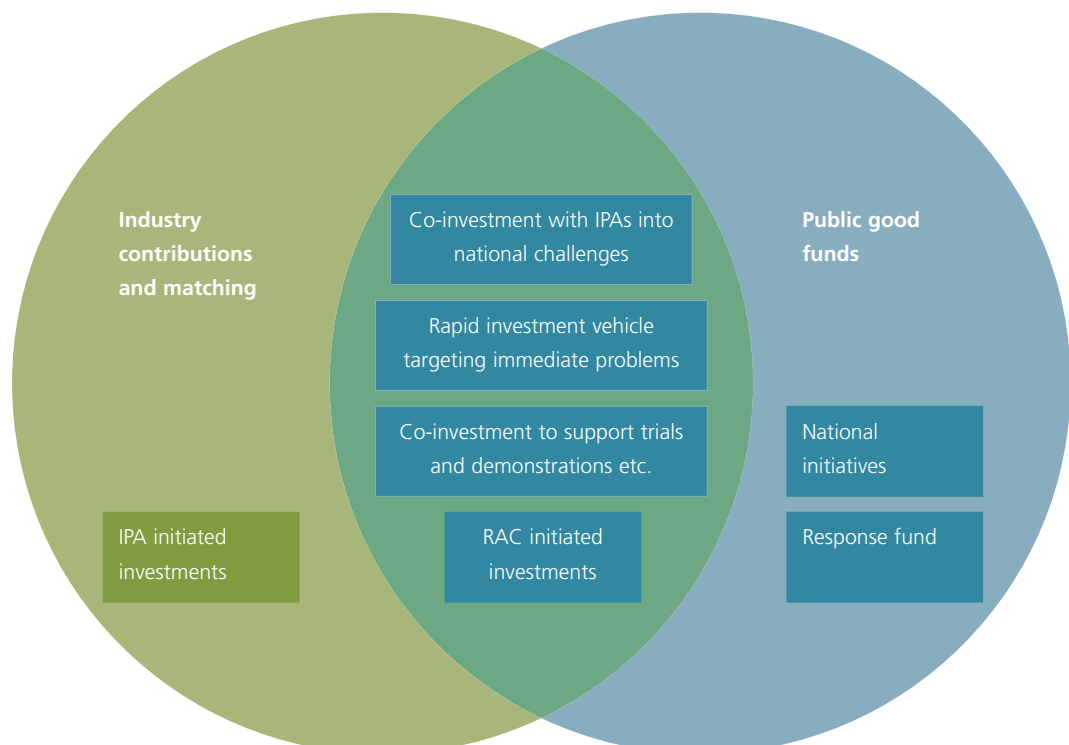 Industry
contributions
and matching
Co-investment with IPAs into
national challenges
Rapid investment vehicle
targeting immediate problems
Co-investment to support trials
and demonstrations etc.
Public good
funds
National
initiatives
IPA initiated
investments
RAC initiated
investments
Response fund